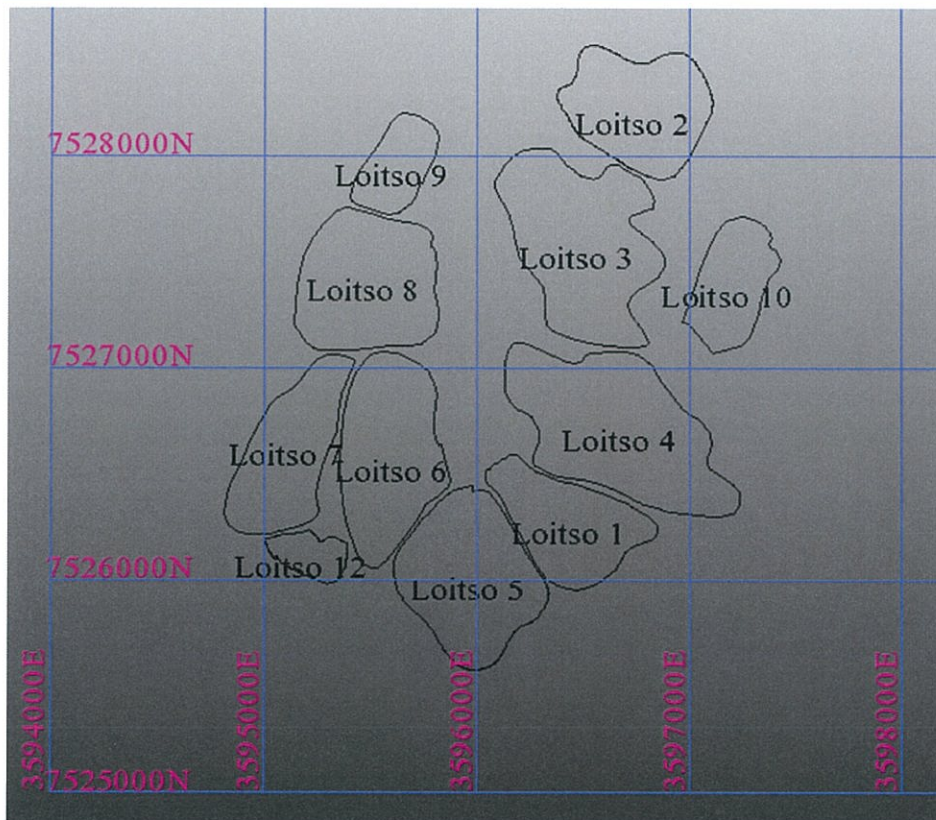 Loitso 2
7528000N
Loitso 9
Loitso 3
Loitso 8
Loitso 10
7527000N
Loitso 4
Loitso 7
Loitso 6
Loitso 1
7526000N
Loitso 12
Loitso 5
3594000E
3595000E
3596000E
3597000E
3598000E
7525000N